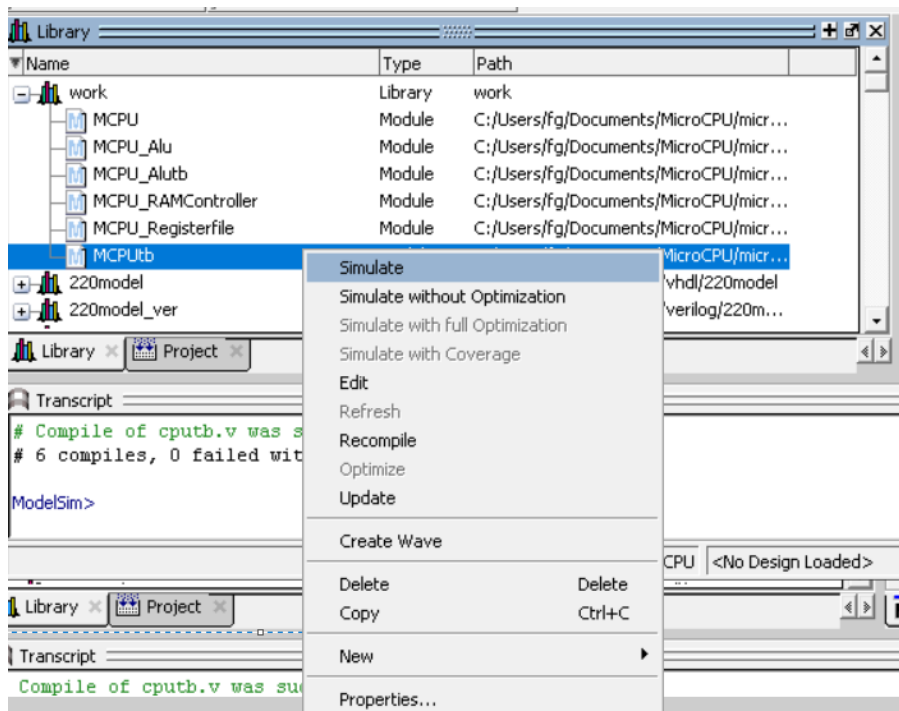 Library
Name Type Path
work Library work
MCPU Module C:/Users/fg/Documents/MicroCPU/micr...
MCPU_Alu Module C:/Users/fg/Documents/MicroCPU/micr...
MCPU_Alutb Module C:/Users/fg/Documents/MicroCPU/micr...
MCPU_RAMController Module C:/Users/fg/Documents/MicroCPU/micr...
MCPU_Registerfile Module C:/Users/fg/Documents/MicroCPU/micr...
MCPUtb MicroCPU/micr...
220model /vhdl/220model
220model_ver /verilog/220m...
Library Project
Transcript
# Compile of cputb.v was s
# 6 compiles, 0 failed wit
ModelSim>
Simulate
Simulate without Optimization
Simulate with full Optimization
Simulate with Coverage
Edit
Refresh
Recompile
Optimize
Update
Create Wave
Delete Delete
Copy Ctrl+C
New
Properties...
CPU <No Design Loaded>
Library Project
Transcript
Compile of cputb.v was suc